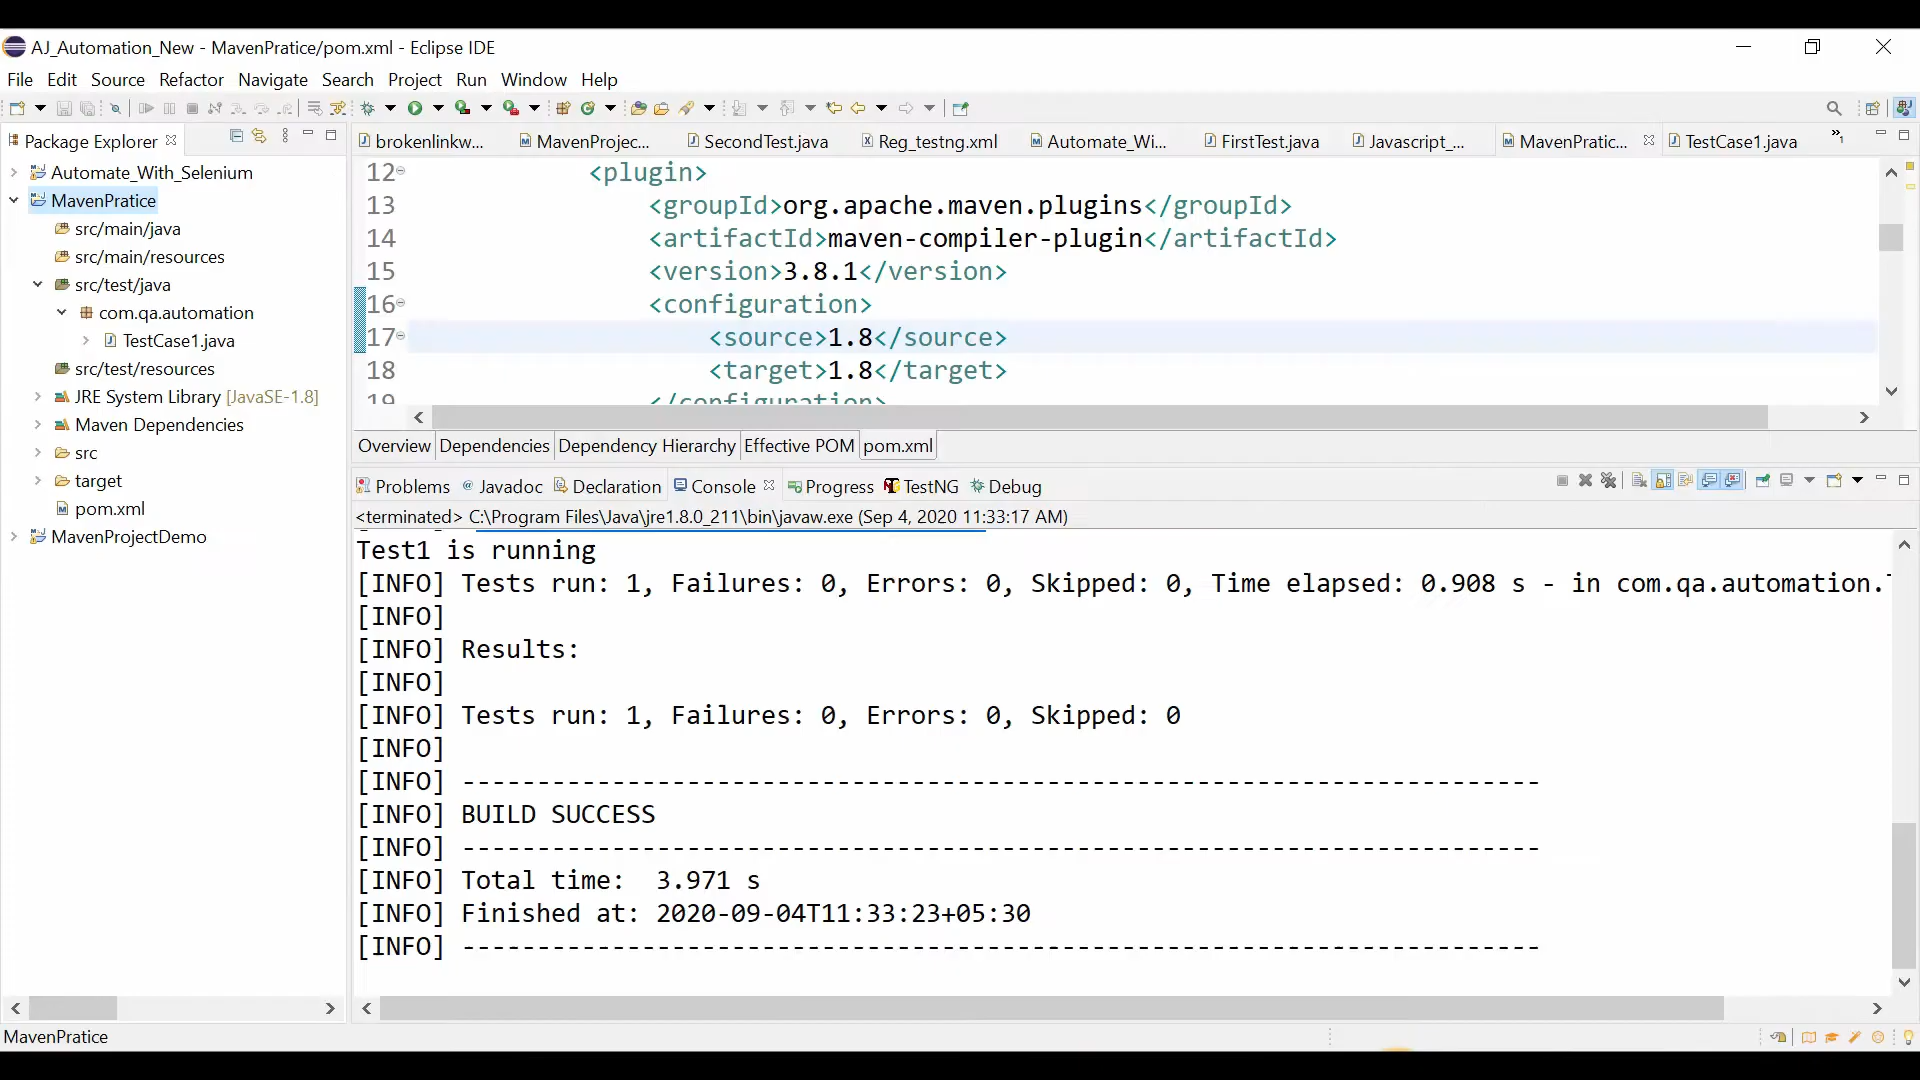 AJ_Automation_New - MavenPratice/pom.xml - Eclipse IDE
File Edit Source Refactor Navigate Search Project Run Window Help
Package Explorer
Automate_With_Selenium
MavenPratice
src/main/java
src/main/resources
src/test/java
com.qa.automation
TestCase1.java
src/test/resources
JRE System Library [JavaSE-1.8]
Maven Dependencies
src
target
pom.xml
MavenProjectDemo
brokenlinkw... MavenProjec... SecondTest.java Reg_testng.xml Automate_Wi... FirstTest.java Javascript_... MavenPratic... TestCase1.java »1
12 <plugin>
13 <groupId>org.apache.maven.plugins</groupId>
14 <artifactId>maven-compiler-plugin</artifactId>
15 <version>3.8.1</version>
16 <configuration>
17 <source>1.8</source>
18 <target>1.8</target>
19 </configuration>
Overview Dependencies Dependency Hierarchy Effective POM pom.xml
Problems Javadoc Declaration Console Progress TestNG Debug
<terminated> C:\Program Files\Java\jre1.8.0_211\bin\javaw.exe (Sep 4, 2020 11:33:17 AM)
Test1 is running
[INFO] Tests run: 1, Failures: 0, Errors: 0, Skipped: 0, Time elapsed: 0.908 s - in com.qa.automation.
[INFO]
[INFO] Results:
[INFO]
[INFO] Tests run: 1, Failures: 0, Errors: 0, Skipped: 0
[INFO]
[INFO] ------------------------------------------------------------------------
[INFO] BUILD SUCCESS
[INFO] ------------------------------------------------------------------------
[INFO] Total time:  3.971 s
[INFO] Finished at: 2020-09-04T11:33:23+05:30
[INFO] ------------------------------------------------------------------------
MavenPratice